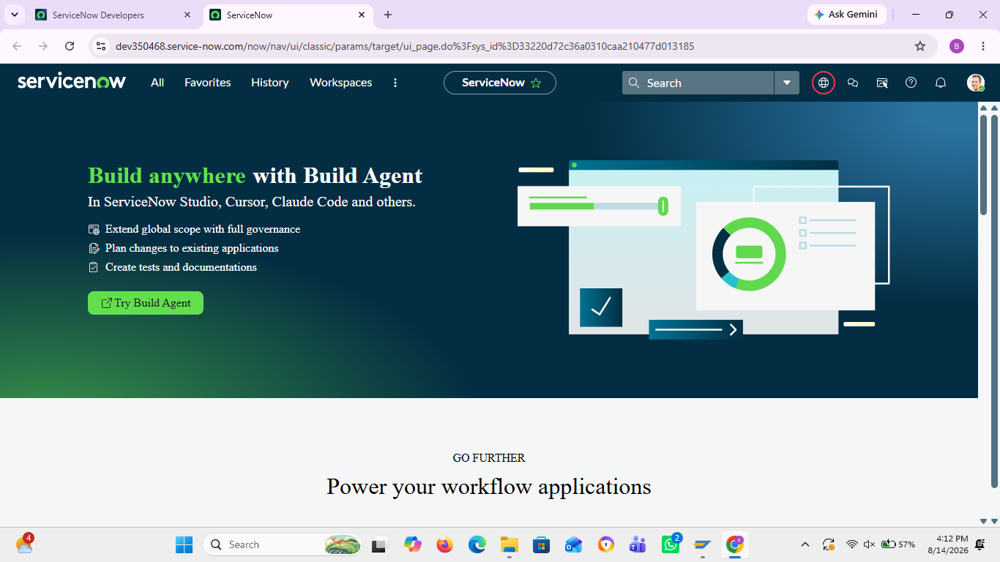 ServiceNow Developers
ServiceNow
Ask Gemini
dev350468.service-now.com/now/nav/ui/classic/params/target/ui_page.do%3Fsys_id%3D33220d72c36a0310caa210477d013185
B
servicenow
All
Favorites
History
Workspaces
ServiceNow
Search
Build anywhere with Build Agent
In ServiceNow Studio, Cursor, Claude Code and others.
Extend global scope with full governance
Plan changes to existing applications
Create tests and documentations
Try Build Agent
GO FURTHER
Power your workflow applications
4
Search
2
57%
4:12 PM
8/14/2026